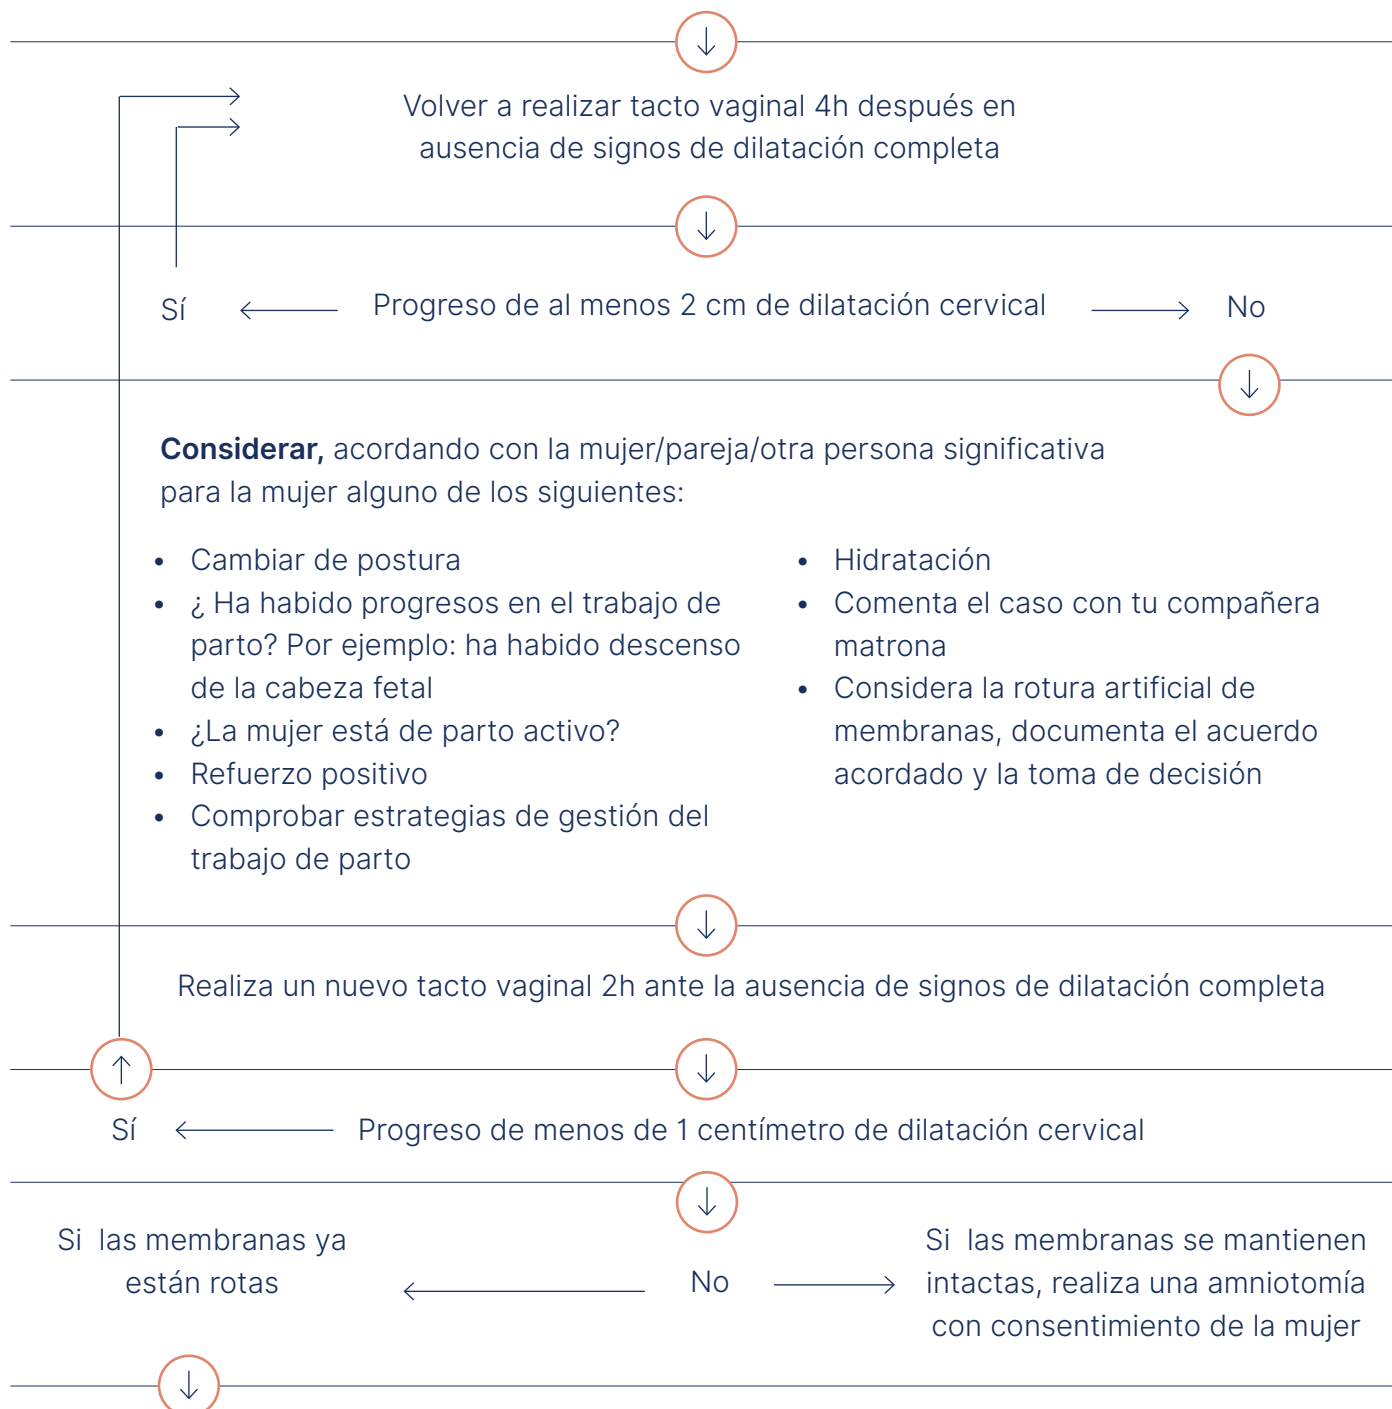 Volver a realizar tacto vaginal 4h después en
ausencia de signos de dilatación completa
Sí
Progreso de al menos 2 cm de dilatación cervical
No
Considerar, acordando con la mujer/pareja/otra persona significativa
para la mujer alguno de los siguientes:
• Cambiar de postura
• ¿ Ha habido progresos en el trabajo de
parto? Por ejemplo: ha habido descenso
de la cabeza fetal
• ¿La mujer está de parto activo?
• Refuerzo positivo
• Comprobar estrategias de gestión del
trabajo de parto
• Hidratación
• Comenta el caso con tu compañera
matrona
• Considera la rotura artificial de
membranas, documenta el acuerdo
acordado y la toma de decisión
Realiza un nuevo tacto vaginal 2h ante la ausencia de signos de dilatación completa
Sí
Progreso de menos de 1 centímetro de dilatación cervical
Si las membranas ya
están rotas
No
Si las membranas se mantienen
intactas, realiza una amniotomía
con consentimiento de la mujer